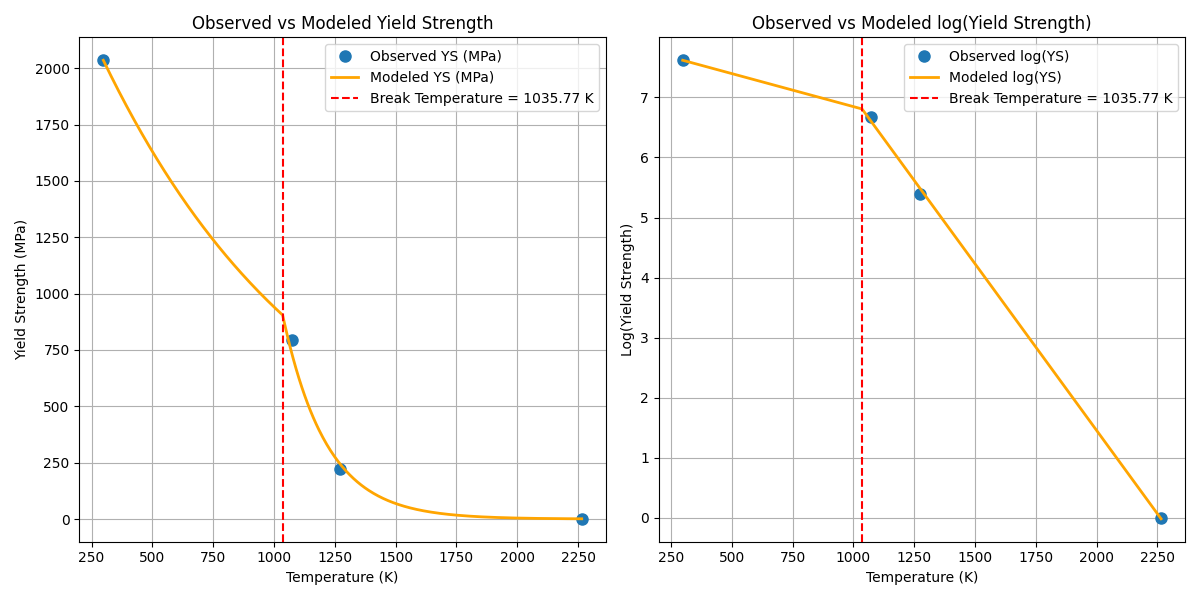 Observed vs Modeled Yield Strength
Observed YS (MPa)
Modeled YS (MPa)
Break Temperature = 1035.77 K
Yield Strength (MPa)
2000
1750
1500
1250
1000
750
500
250
0
250 500 750 1000 1250 1500 1750 2000 2250
Temperature (K)
Observed vs Modeled log(Yield Strength)
Observed log(YS)
Modeled log(YS)
Break Temperature = 1035.77 K
Log(Yield Strength)
7
6
5
4
3
2
1
0
250 500 750 1000 1250 1500 1750 2000 2250
Temperature (K)